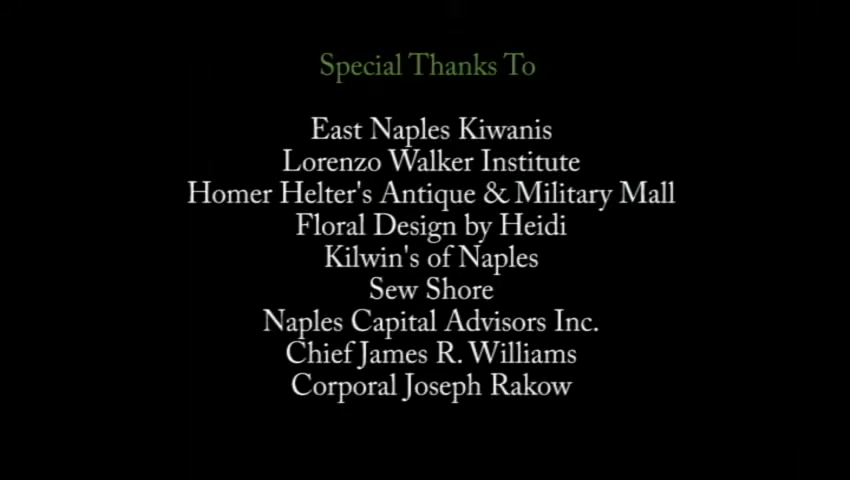 Special Thanks To
East Naples Kiwanis
Lorenzo Walker Institute
Homer Helter's Antique & Military Mall
Floral Design by Heidi
Kilwin's of Naples
Sew Shore
Naples Capital Advisors Inc.
Chief James R. Williams
Corporal Joseph Rakow